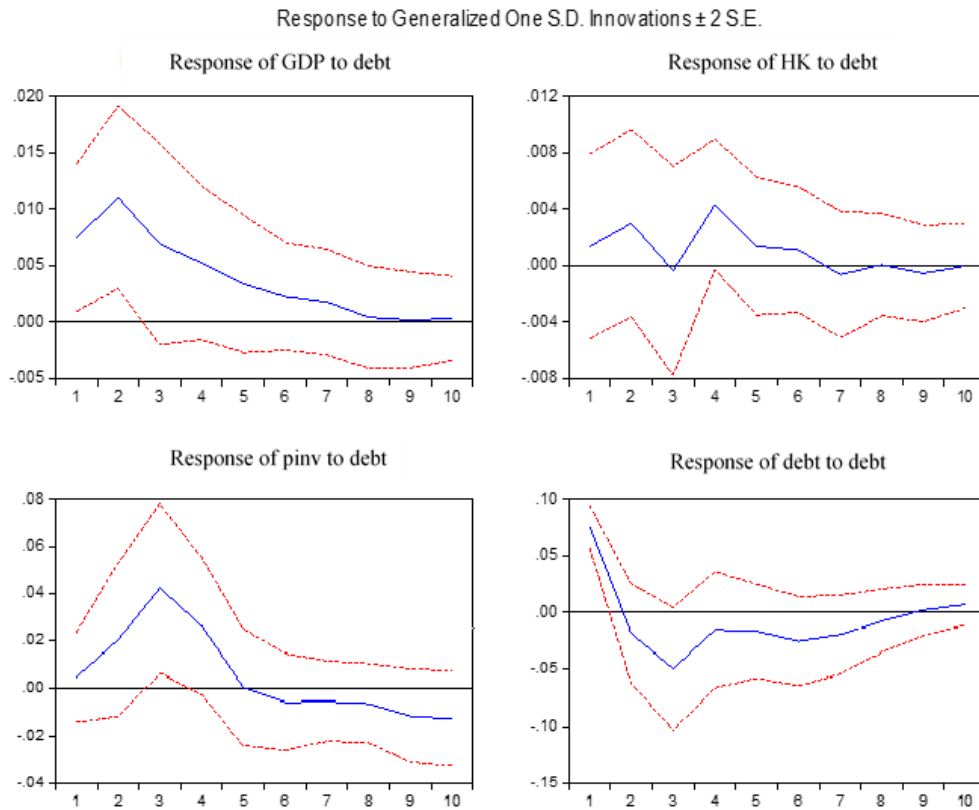 Response to Generalized One S.D. Innovations ± 2 S.E.
Response of GDP to debt
.020
.015
.010
.005
.000
-.005
1 2 3 4 5 6 7 8 9 10
Response of HK to debt
.012
.008
.004
.000
-.004
-.008
1 2 3 4 5 6 7 8 9 10
Response of pinv to debt
.08
.06
.04
.02
.00
-.02
-.04
1 2 3 4 5 6 7 8 9 10
Response of debt to debt
.10
.05
.00
-.05
-.10
-.15
1 2 3 4 5 6 7 8 9 10